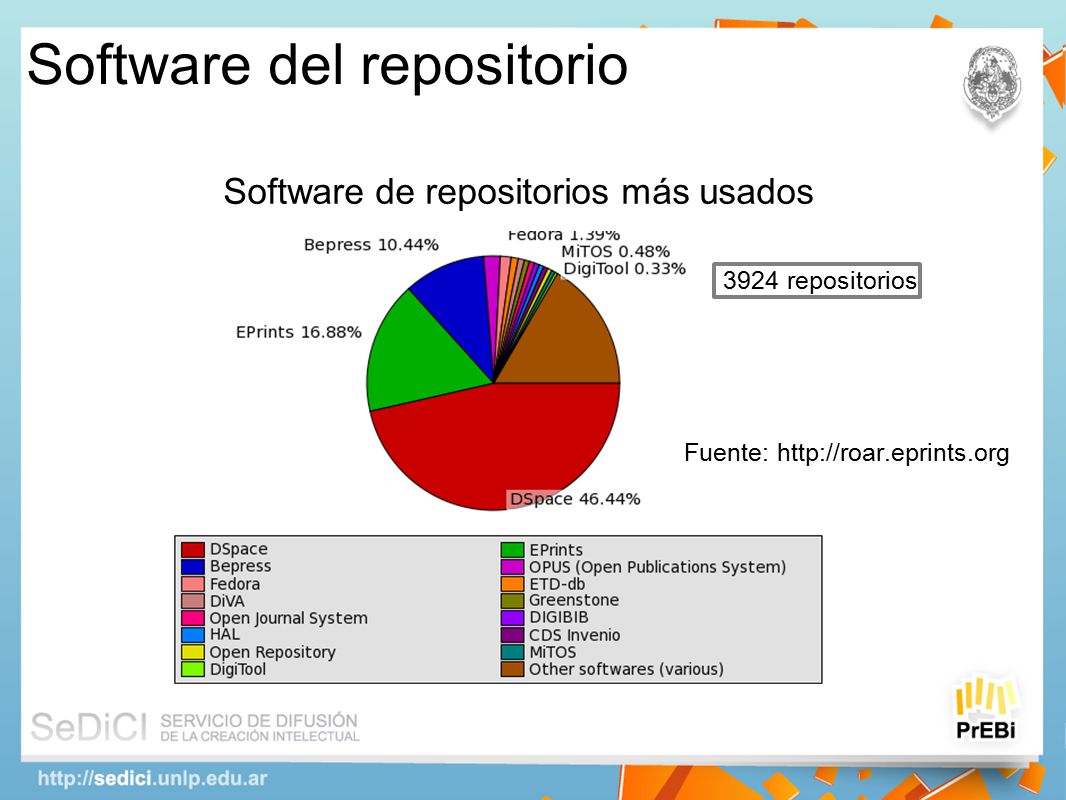 Software del repositorio
Software de repositorios más usados
Fedora 1.39%
Bepress 10.44%
MiTOS 0.48%
DigiTool 0.33%
3924 repositorios
EPrints 16.88%
Fuente: http://roar.eprints.org
DSpace 46.44%
DSpace
EPrints
Bepress
OPUS (Open Publications System)
Fedora
ETD-db
DiVA
Greenstone
Open Journal System
DIGIBIB
HAL
CDS Invenio
Open Repository
MiTOS
DigiTool
Other softwares (various)
SeDiCI
SERVICIO DE DIFUSIÓN
DE LA CREACIÓN INTELECTUAL
PrEBi
http://sedici.unlp.edu.ar